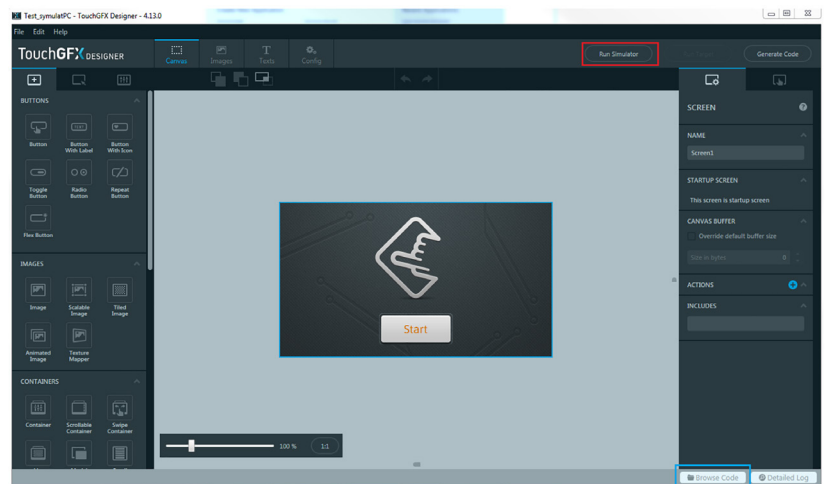 Test_symulatPC - TouchGFX Designer - 4.13.0
File Edit Help
TouchGFX DESIGNER
Canvas Images Texts Config
Run Simulator
Generate Code
BUTTONS
Button
Button With Label
Button With Icon
Toggle Button
Radio Button
Repeat Button
Flex Button
IMAGES
Image
Scalable Image
Tiled Image
Animated Image
Texture Mapper
CONTAINERS
Container
Scrollable Container
Swipe Container
Start
100 %
1:1
SCREEN
NAME
Screen1
STARTUP SCREEN
This screen is startup screen
CANVAS BUFFER
Override default buffer size
Size in bytes 0
ACTIONS
INCLUDES
Browse Code
Detailed Log